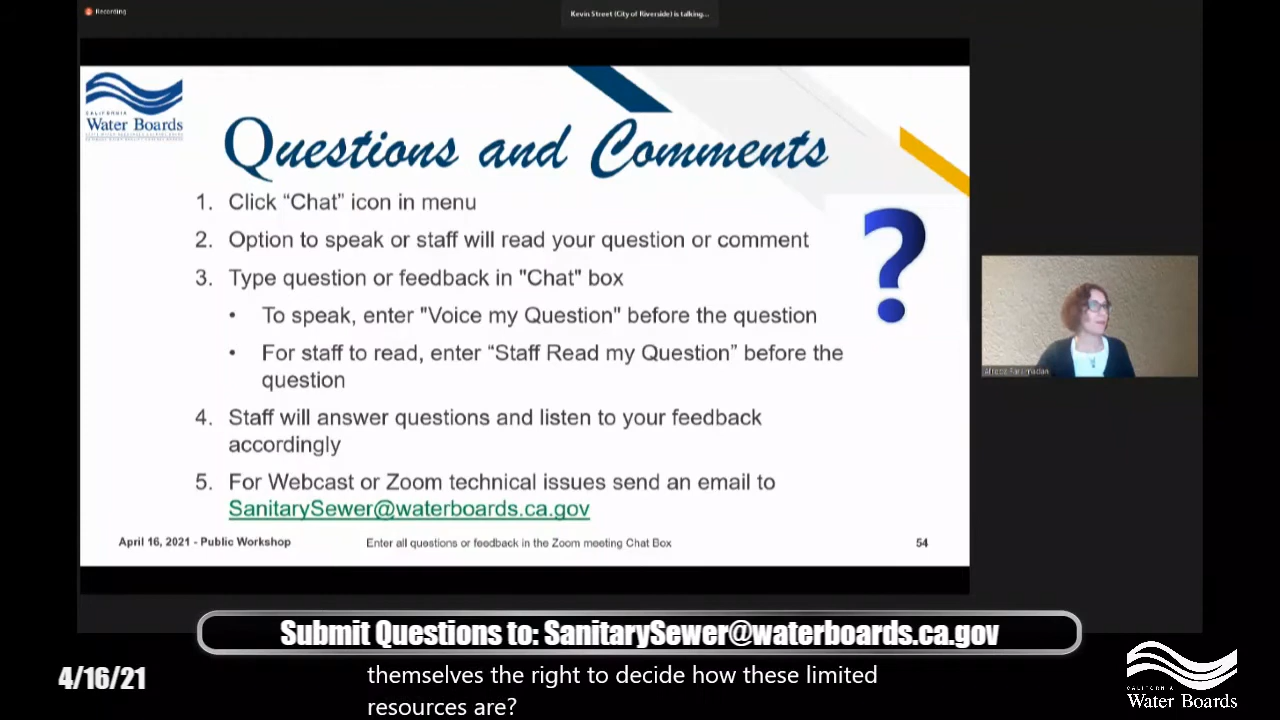 Recording
Kevin Street (City of Riverside) is talking...
CALIFORNIA
Water Boards
Questions and Comments
1. Click “Chat” icon in menu
2. Option to speak or staff will read your question or comment
3. Type question or feedback in "Chat" box
• To speak, enter "Voice my Question" before the question
• For staff to read, enter “Staff Read my Question” before the
question
4. Staff will answer questions and listen to your feedback
accordingly
5. For Webcast or Zoom technical issues send an email to
SanitarySewer@waterboards.ca.gov
April 16, 2021 - Public Workshop
Enter all questions or feedback in the Zoom meeting Chat Box
54
Submit Questions to: SanitarySewer@waterboards.ca.gov
4/16/21
themselves the right to decide how these limited
resources are?
CALIFORNIA
Water Boards